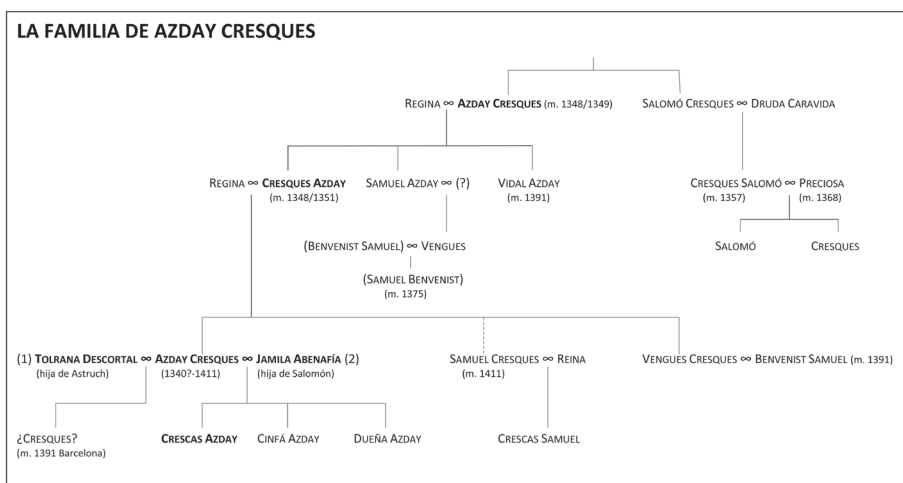 LA FAMILIA DE AZDAY CRESQUES
REGINA ∞ AZDAY CRESQUES (m. 1348/1349) SALOMÓ CRESQUES ∞ DRUDA CARAVIDA
REGINA ∞ CRESQUES AZDAY SAMUEL AZDAY ∞ (?) VIDAL AZDAY CRESQUES SALOMÓ ∞ PRECIOSA
(m. 1348/1351) (m. 1391) (m. 1357) (m. 1368)
(BENVENIST SAMUEL) ∞ VENGUES SALOMÓ CRESQUES
(SAMUEL BENVENIST)
(m. 1375)
(1) TOLRANA DESCORTAL ∞ AZDAY CRESQUES ∞ JAMILA ABENAFÍA (2) SAMUEL CRESQUES ∞ REINA VENGUES CRESQUES ∞ BENVENIST SAMUEL (m. 1391)
(hija de Astruch) (1340?-1411) (hija de Salomón) (m. 1411)
¿CRESQUES? CRESCAS AZDAY CINFÁ AZDAY DUEÑA AZDAY CRESCAS SAMUEL
(m. 1391 Barcelona)